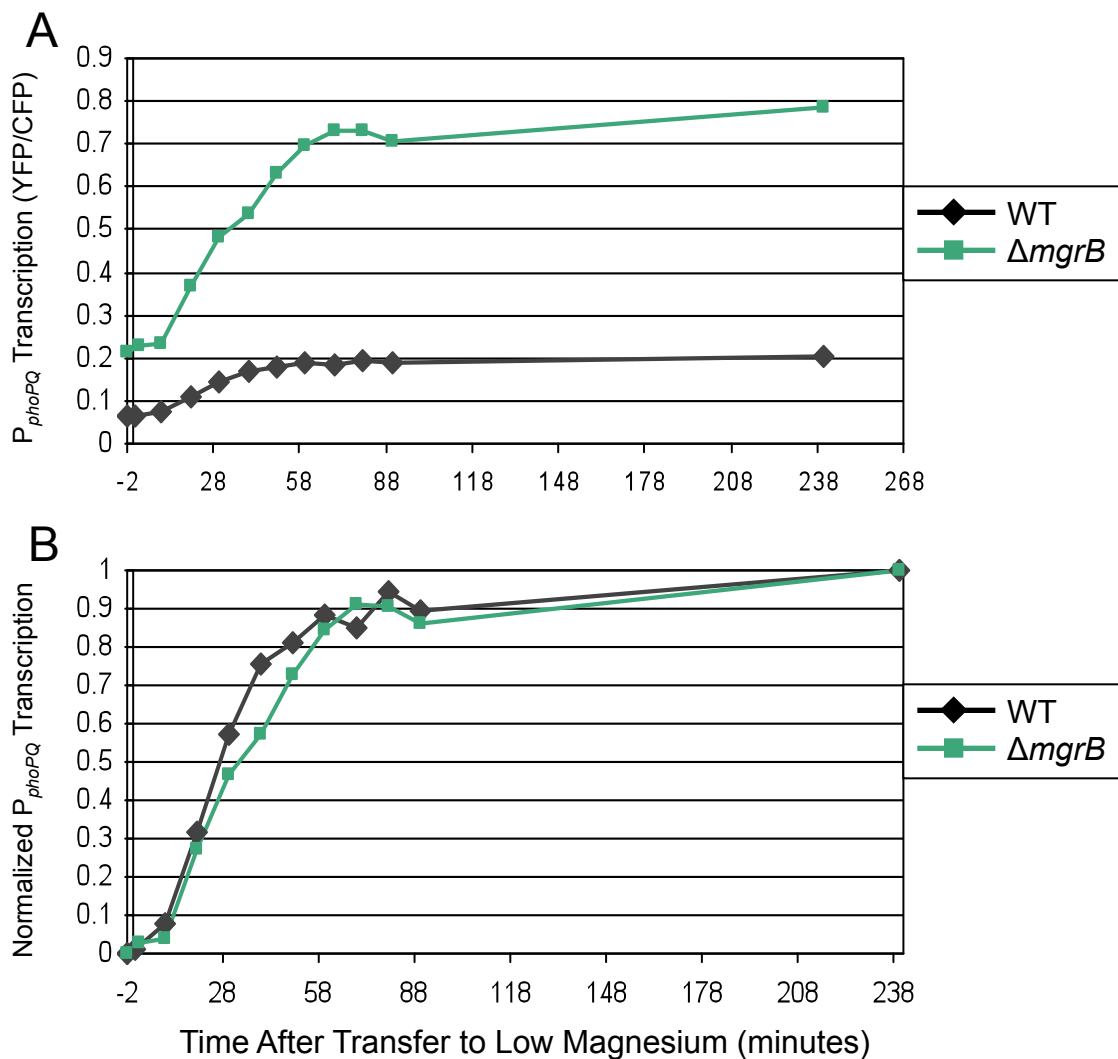 A
0.9
0.8
0.7
0.6
0.5
0.4
0.3
0.2
0.1
0
P phoPQ Transcription (YFP/CFP)
-2 28 58 88 118 148 178 208 238 268
WT
ΔmgrB
B
1
0.9
0.8
0.7
0.6
0.5
0.4
0.3
0.2
0.1
0
Normalized P phoPQ Transcription
-2 28 58 88 118 148 178 208 238
WT
ΔmgrB
Time After Transfer to Low Magnesium (minutes)